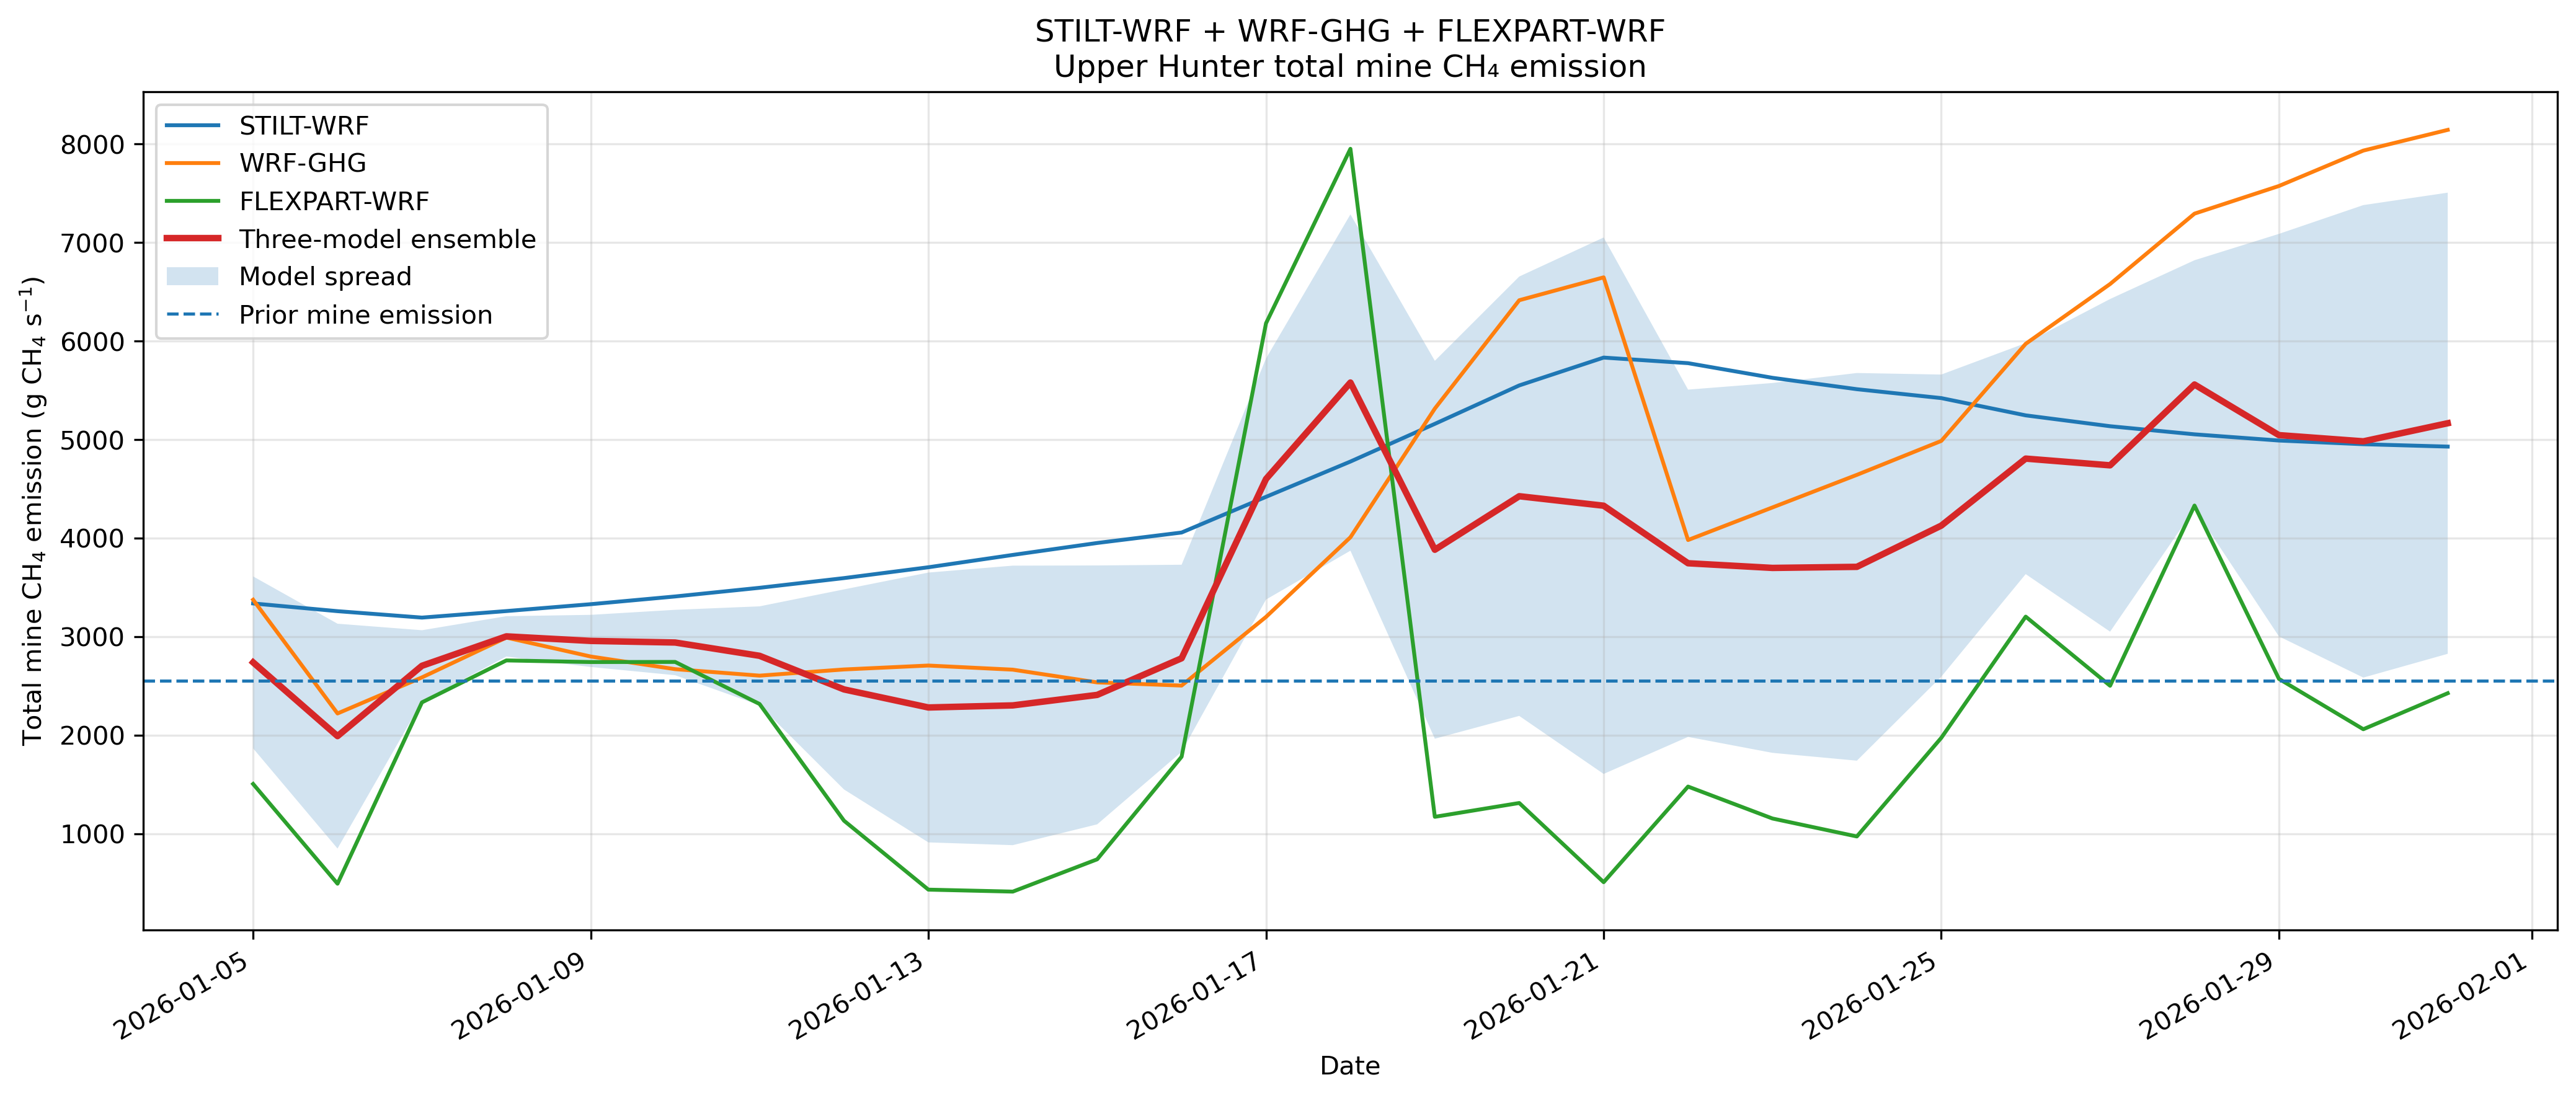 STILT-WRF + WRF-GHG + FLEXPART-WRF
Upper Hunter total mine CH₄ emission
STILT-WRF
WRF-GHG
FLEXPART-WRF
Three-model ensemble
Model spread
Prior mine emission
Total mine CH₄ emission (g CH₄ s⁻¹)
8000
7000
6000
5000
4000
3000
2000
1000
2026-01-05
2026-01-09
2026-01-13
2026-01-17
2026-01-21
2026-01-25
2026-01-29
2026-02-01
Date